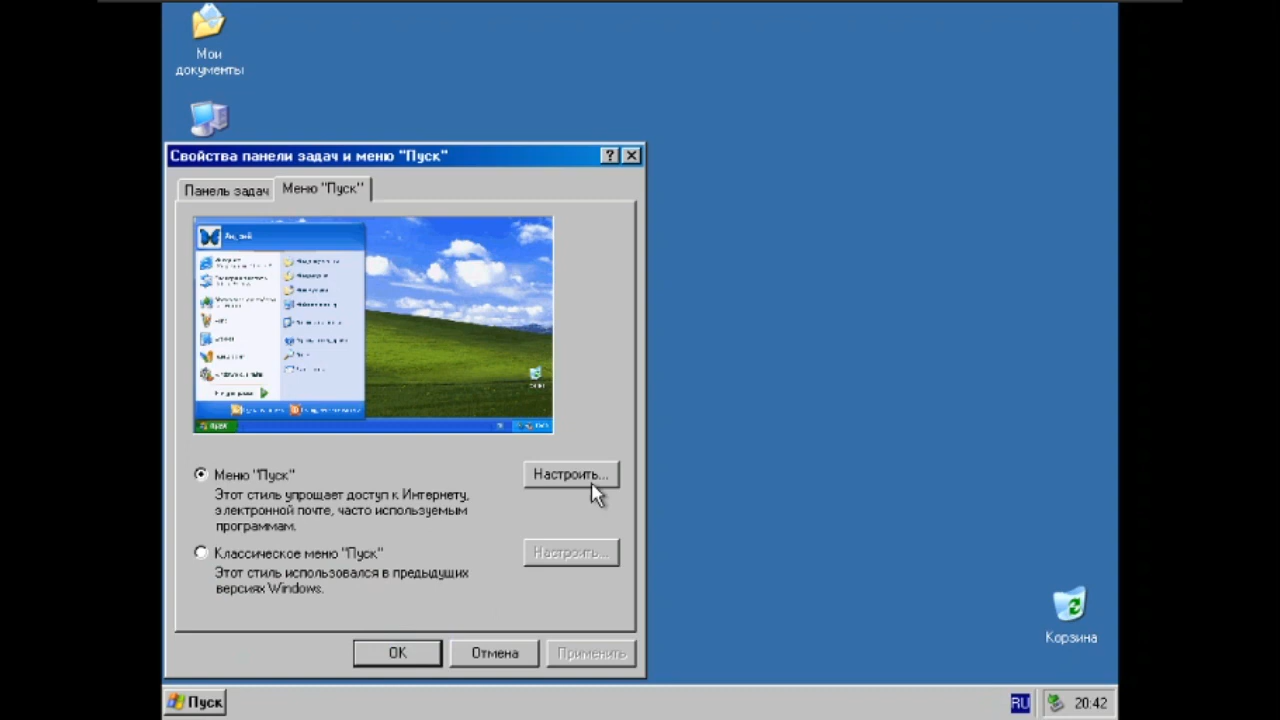 Мои
документы
Свойства панели задач и меню "Пуск"
Панель задач
Меню "Пуск"
Меню "Пуск"
Настроить...
Этот стиль упрощает доступ к Интернету,
электронной почте, часто используемым
программам.
Классическое меню "Пуск"
Настроить...
Этот стиль использовался в предыдущих
версиях Windows.
OK
Отмена
Применить
Корзина
Пуск
RU
20:42